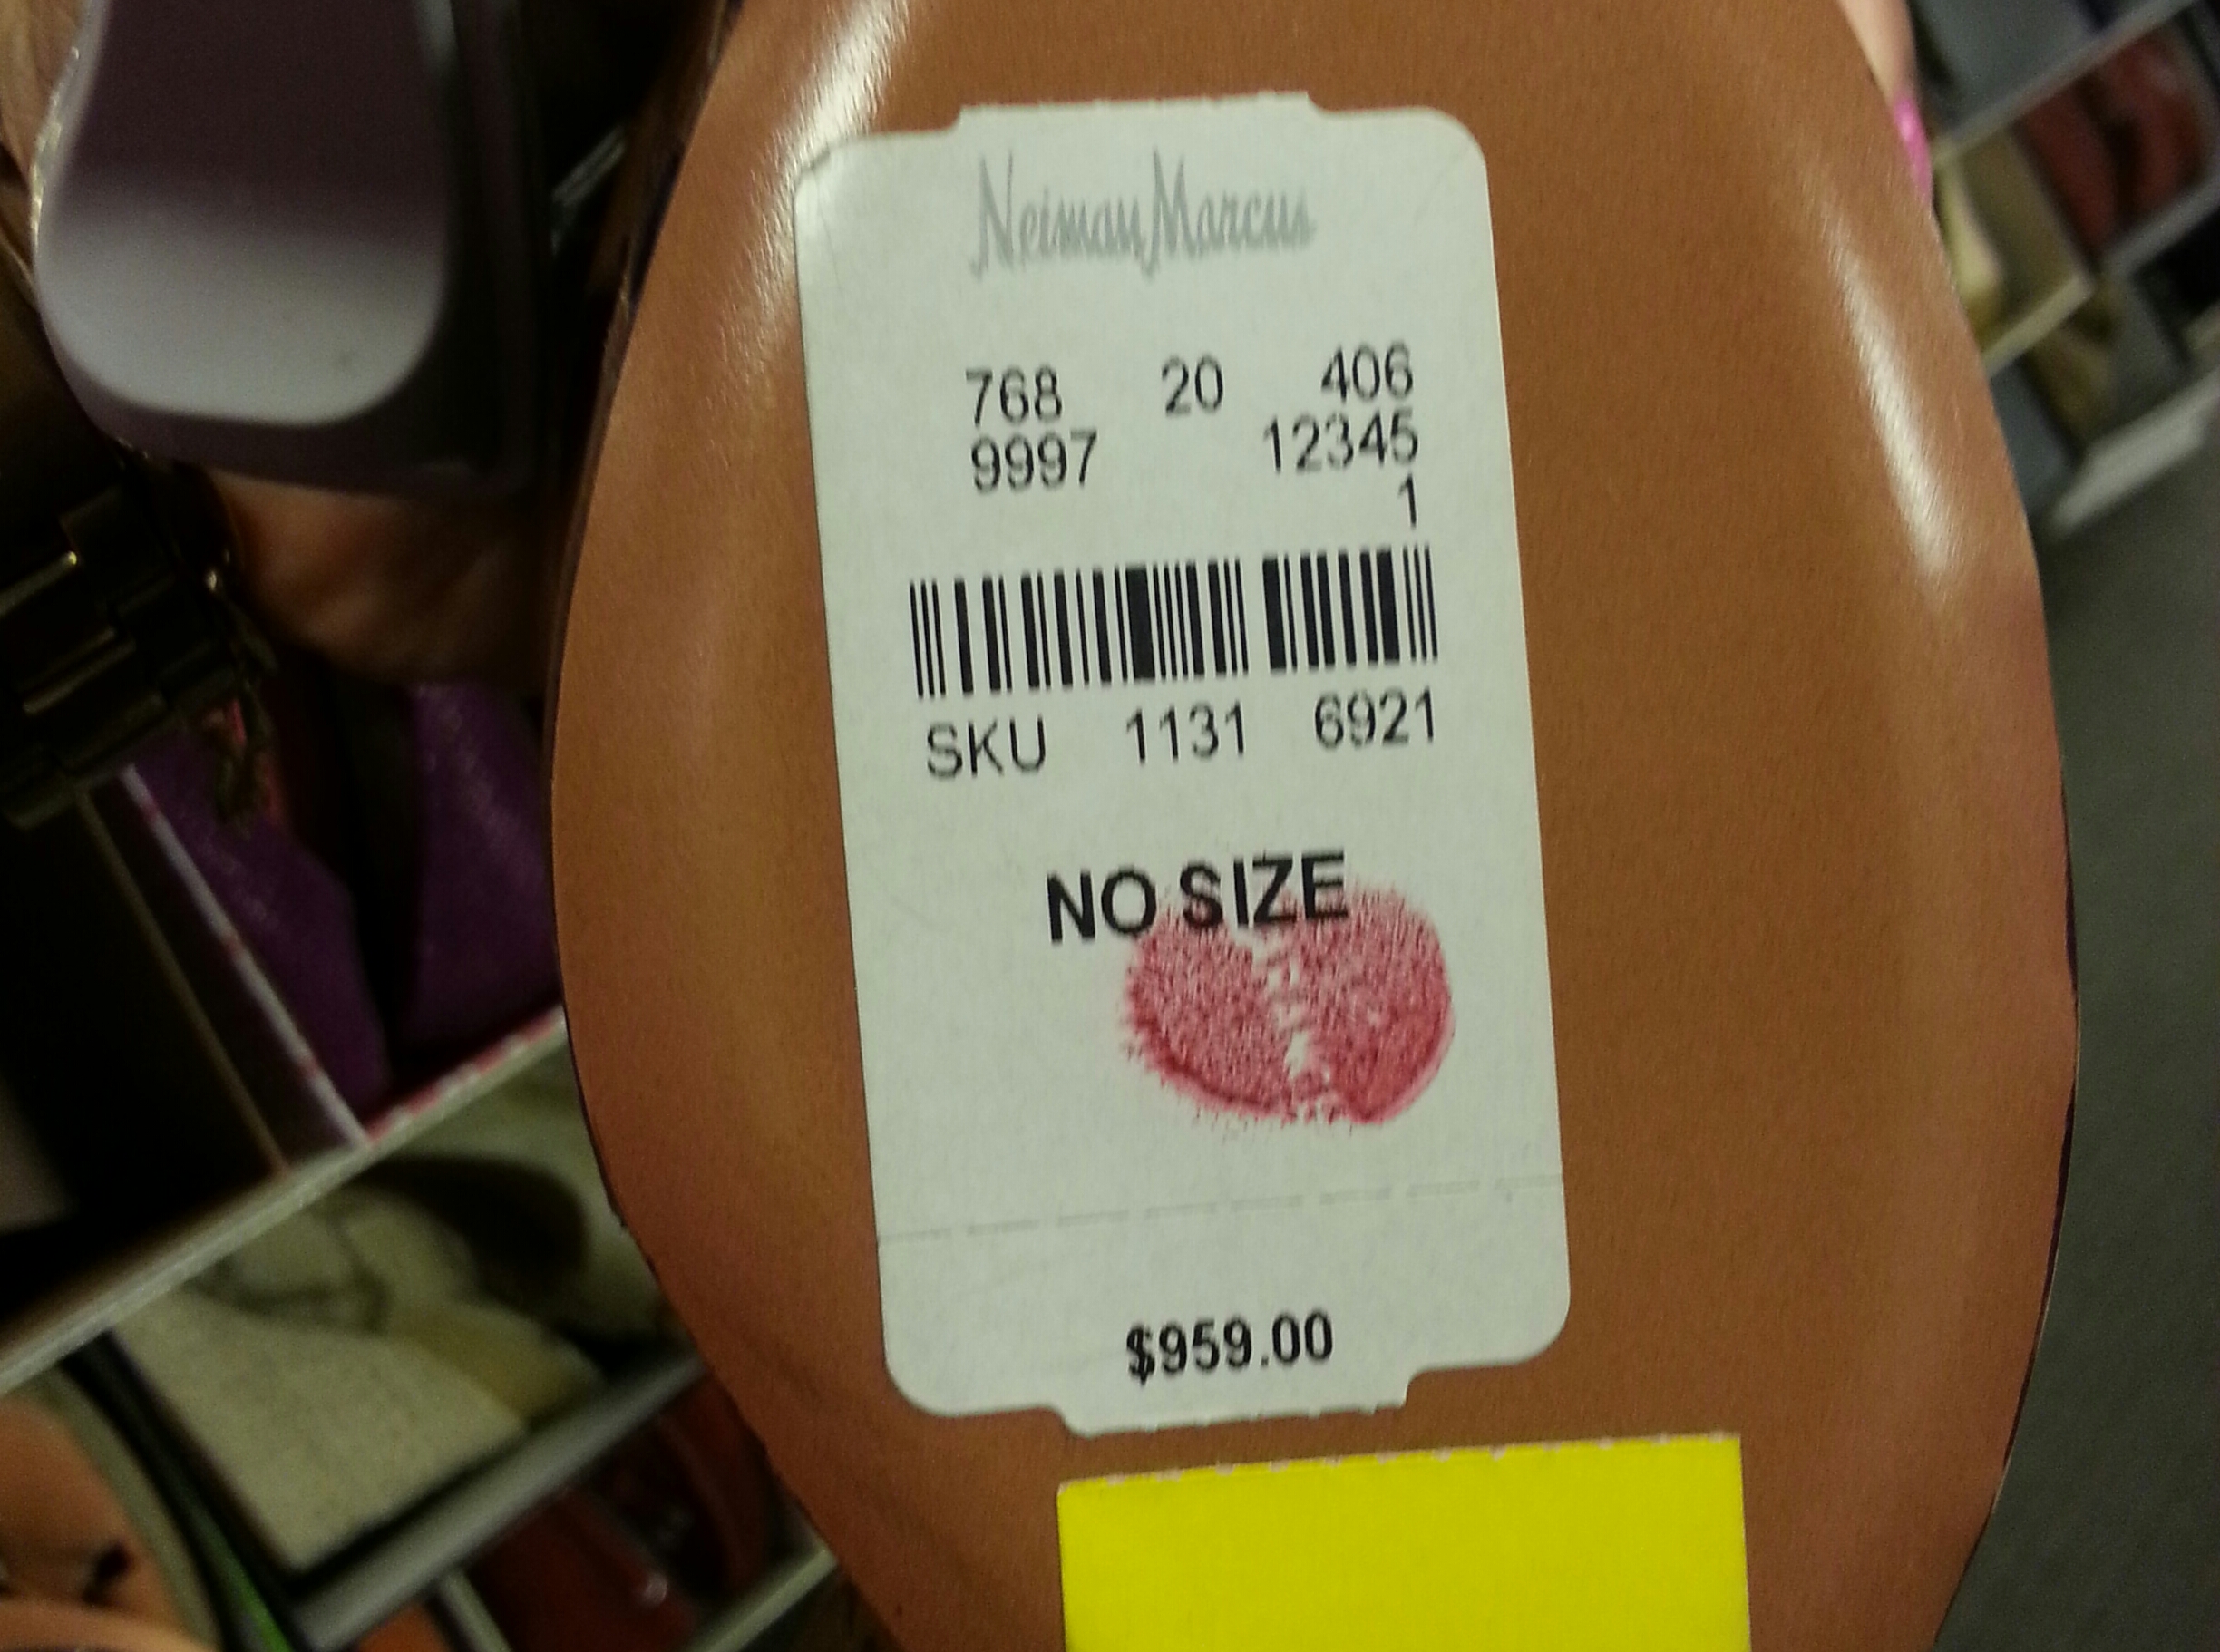 Neiman Marcus
768 20 406
9997 12345
1
SKU 1131 6921
NO SIZE
$959.00